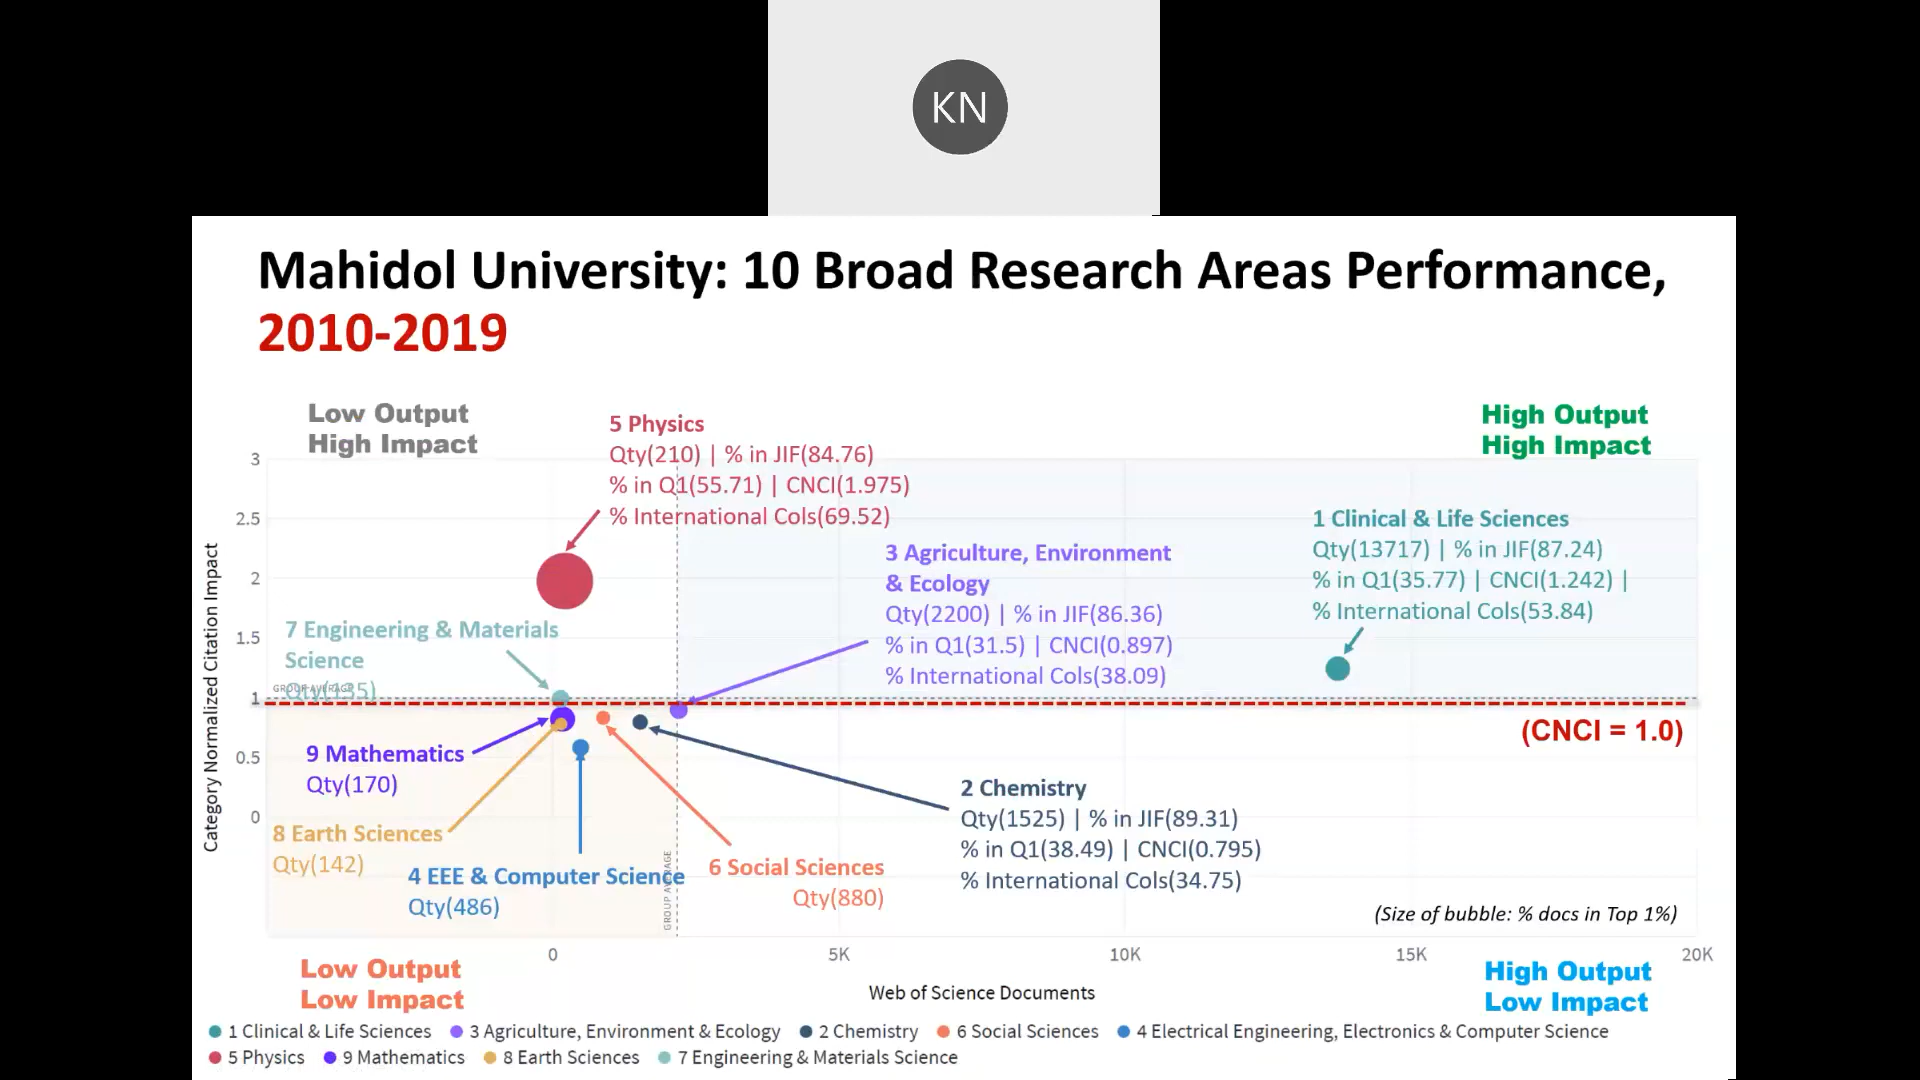 KN
Mahidol University: 10 Broad Research Areas Performance,
2010-2019
Low Output
High Impact
High Output
High Impact
5 Physics
Qty(210) | % in JIF(84.76)
% in Q1(55.71) | CNCI(1.975)
% International Cols(69.52)
1 Clinical & Life Sciences
Qty(13717) | % in JIF(87.24)
% in Q1(35.77) | CNCI(1.242) |
% International Cols(53.84)
3 Agriculture, Environment
& Ecology
Qty(2200) | % in JIF(86.36)
% in Q1(31.5) | CNCI(0.897)
% International Cols(38.09)
7 Engineering & Materials
Science
Qty(135)
GROUP AVERAGE
3
2.5
2
1.5
1
0.5
0
Category Normalized Citation Impact
(CNCI = 1.0)
9 Mathematics
Qty(170)
8 Earth Sciences
Qty(142)
4 EEE & Computer Science
Qty(486)
6 Social Sciences
Qty(880)
2 Chemistry
Qty(1525) | % in JIF(89.31)
% in Q1(38.49) | CNCI(0.795)
% International Cols(34.75)
GROUP AVERAGE
(Size of bubble: % docs in Top 1%)
0 5K 10K 15K 20K
Low Output
Low Impact
Web of Science Documents
High Output
Low Impact
1 Clinical & Life Sciences 3 Agriculture, Environment & Ecology 2 Chemistry 6 Social Sciences 4 Electrical Engineering, Electronics & Computer Science
5 Physics 9 Mathematics 8 Earth Sciences 7 Engineering & Materials Science